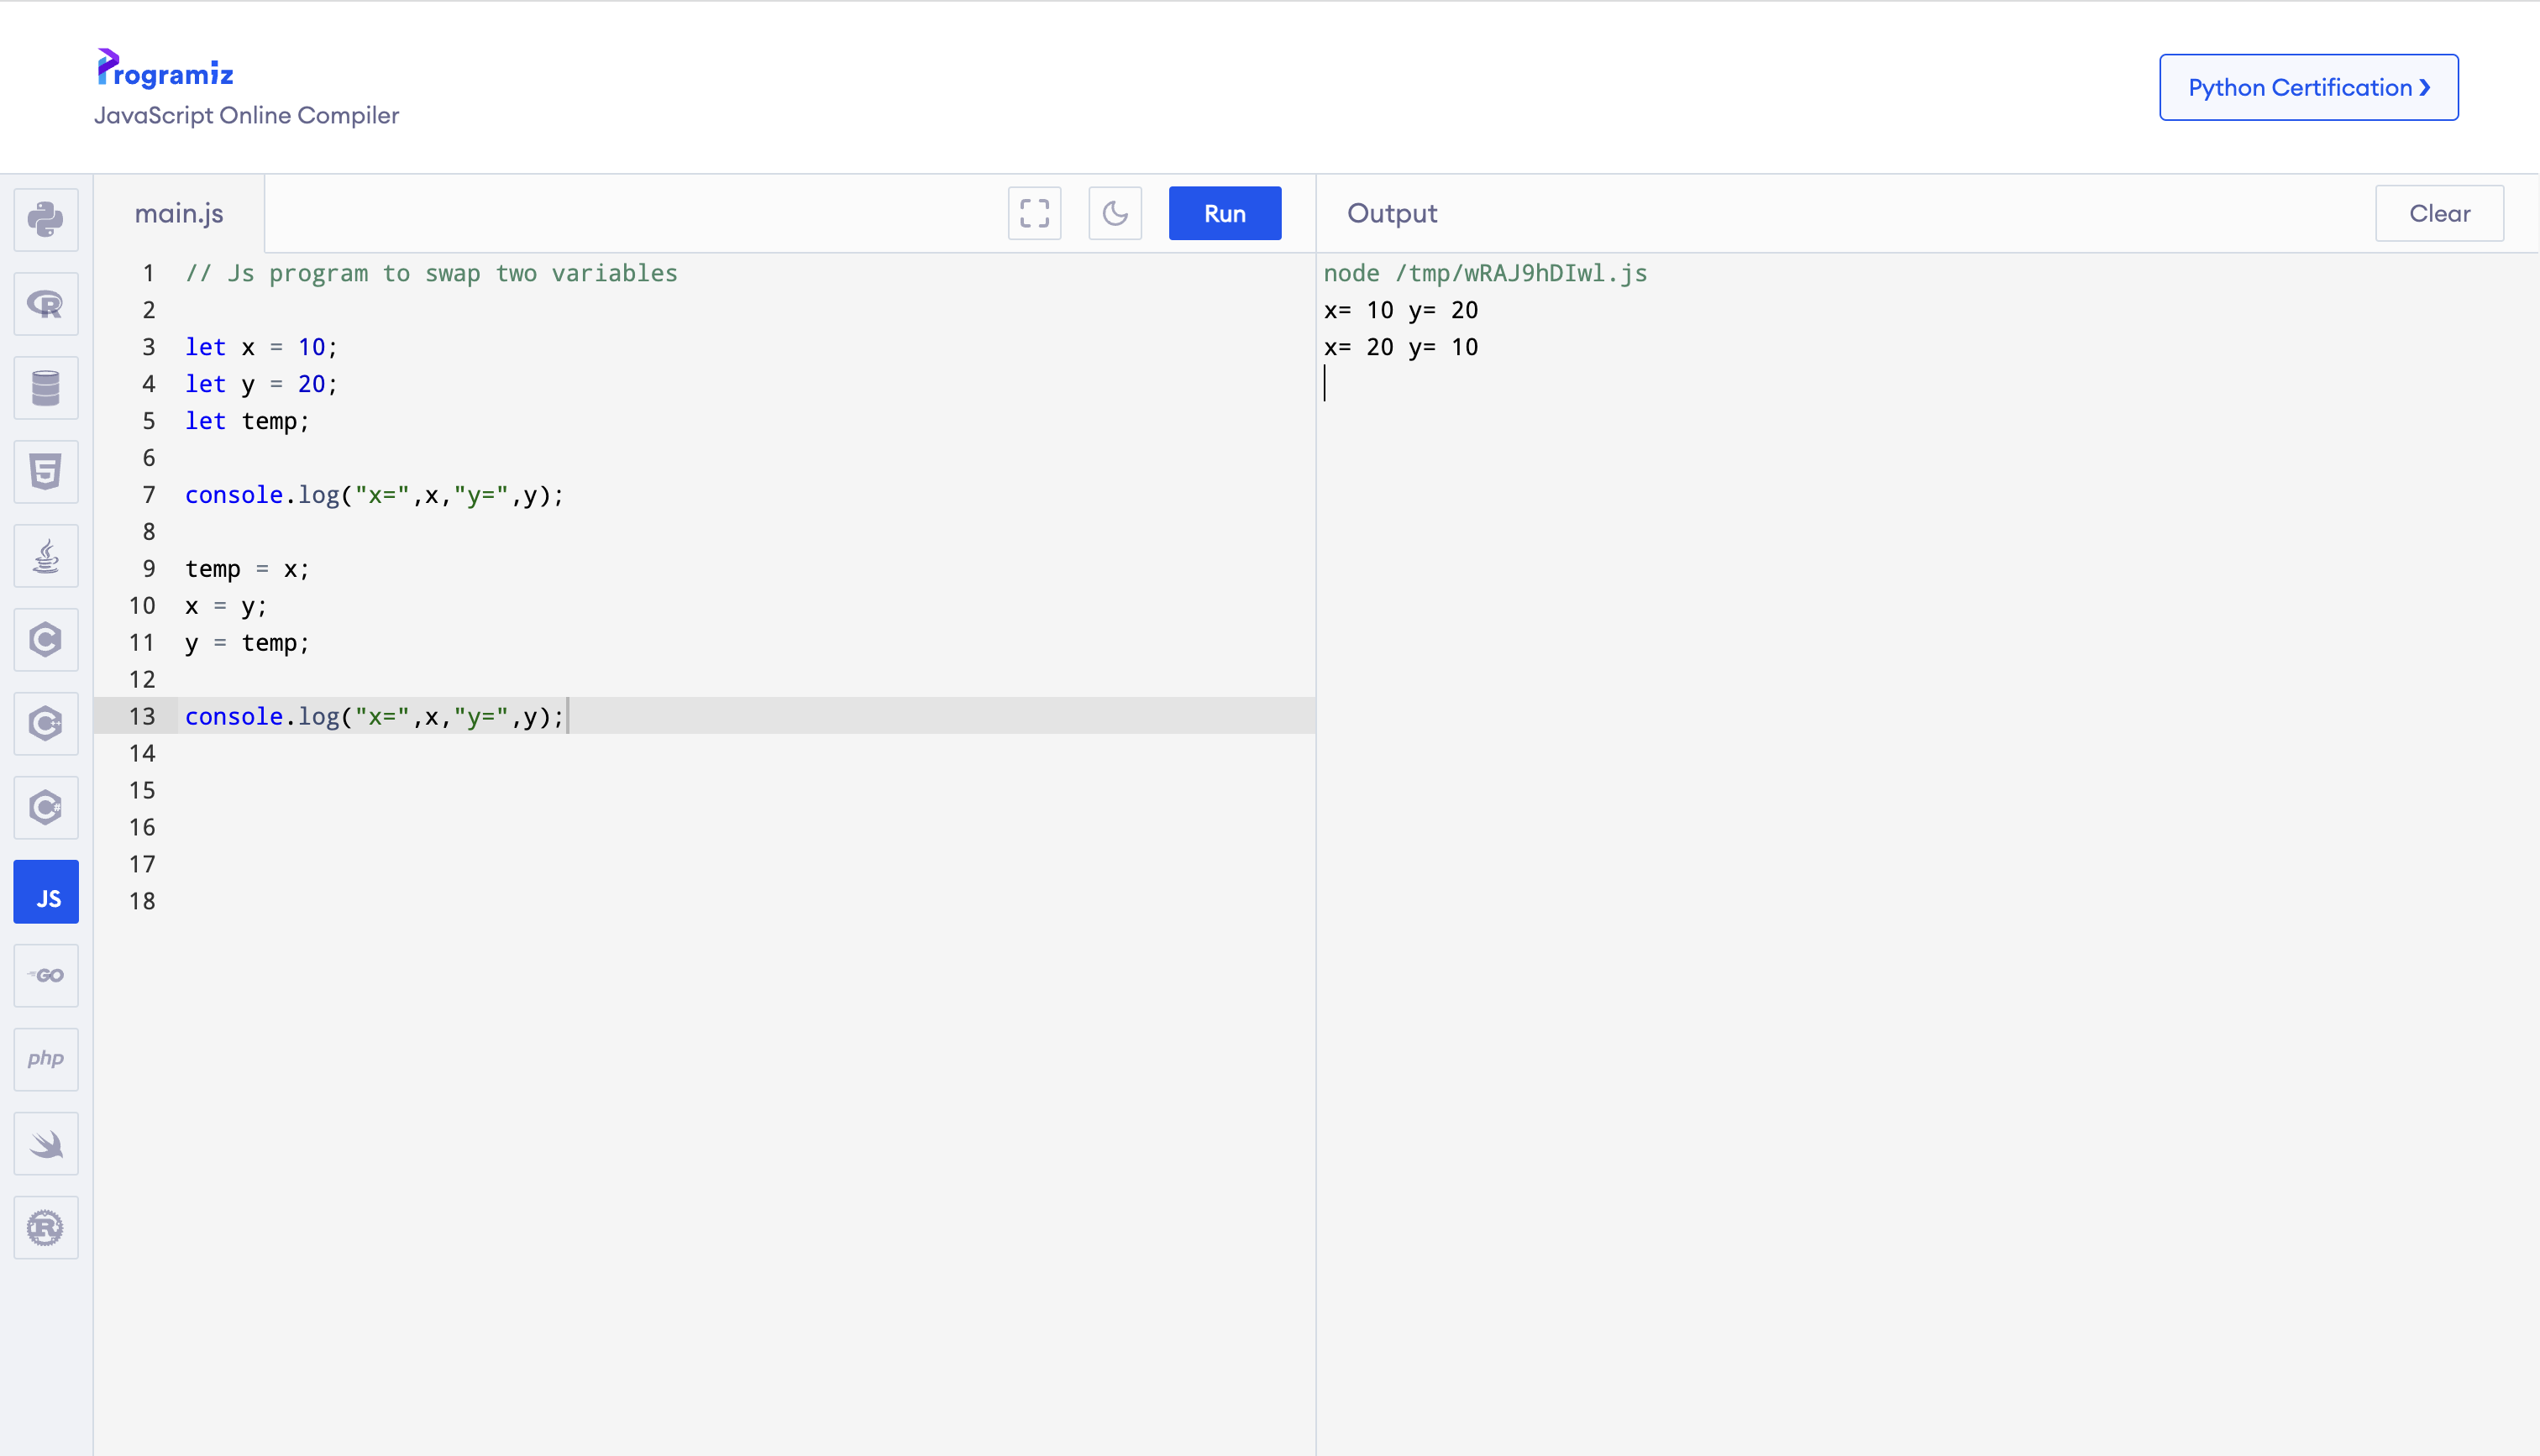 Programiz
JavaScript Online Compiler
Python Certification ❯
main.js
Run
Output
Clear
1 // Js program to swap two variables
2
3 let x = 10;
4 let y = 20;
5 let temp;
6
7 console.log("x=",x,"y=",y);
8
9 temp = x;
10 x = y;
11 y = temp;
12
13 console.log("x=",x,"y=",y);
14
15
16
17
18
node /tmp/wRAJ9hDIwl.js
x= 10 y= 20
x= 20 y= 10
R
5
C
C++
C#
JS
GO
php
R